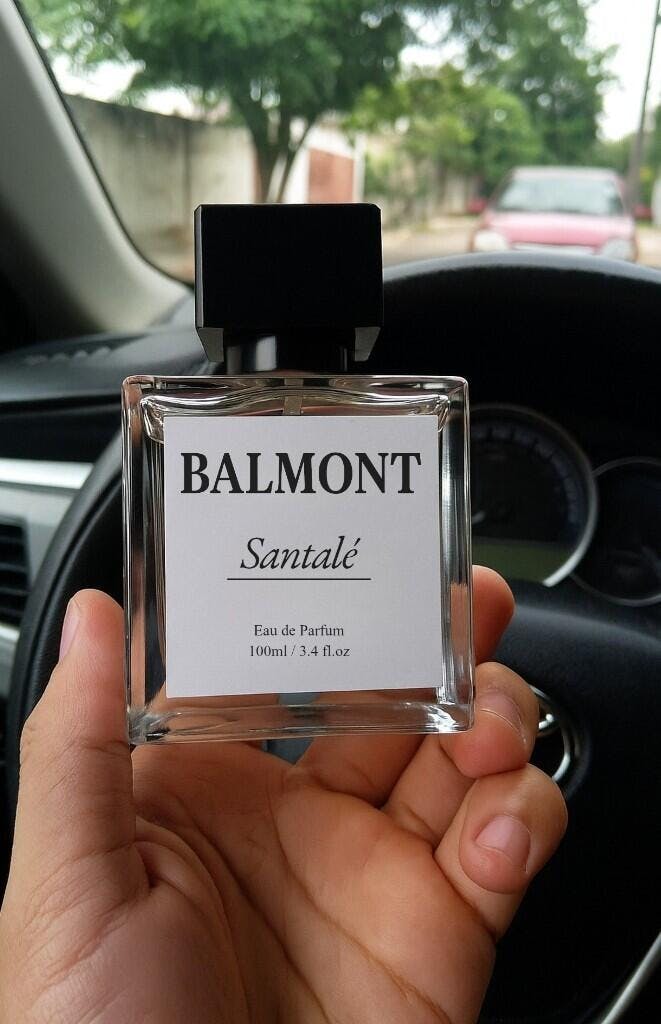 BALMONT
Santalé
Eau de Parfum
100ml / 3.4 fl.oz